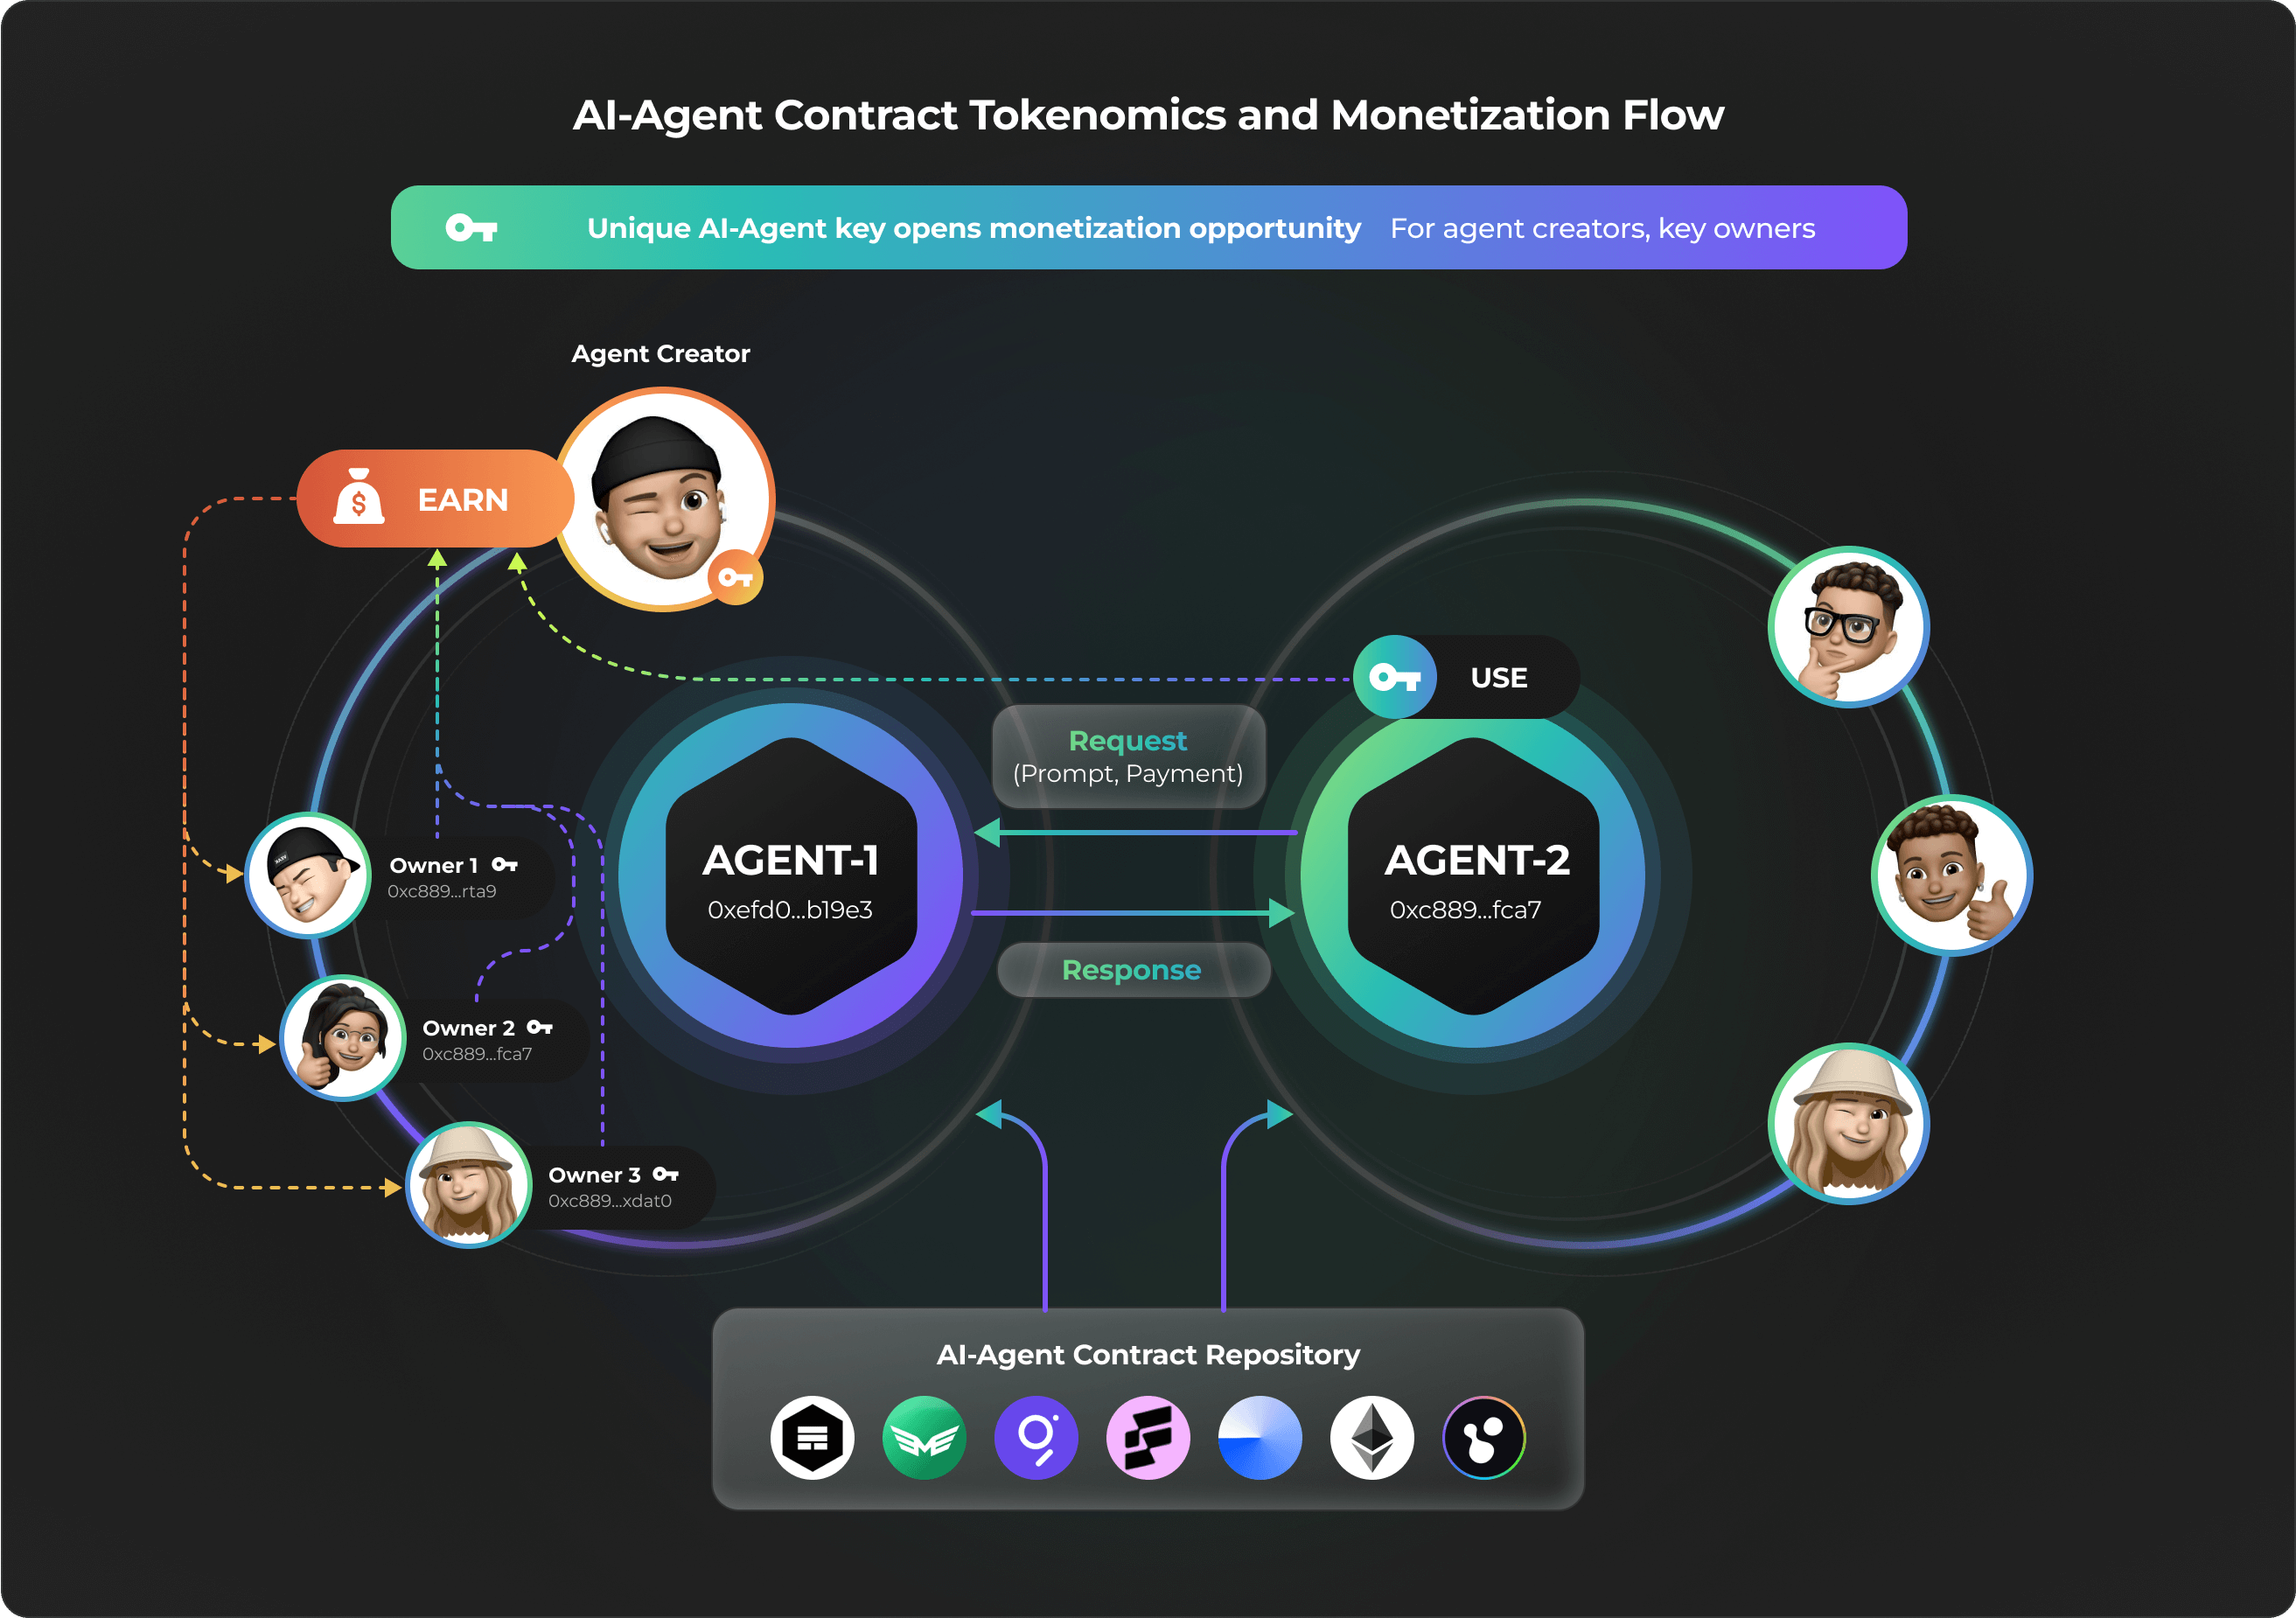 AI-Agent Contract Tokenomics and Monetization Flow
Unique AI-Agent key opens monetization opportunity For agent creators, key owners
Agent Creator
$ EARN
USE
Request
(Prompt, Payment)
AGENT-1
0xefd0...b19e3
AGENT-2
0xc889...fca7
Response
Owner 1
0xc889...rta9
Owner 2
0xc889...fca7
Owner 3
0xc889...xdat0
AI-Agent Contract Repository